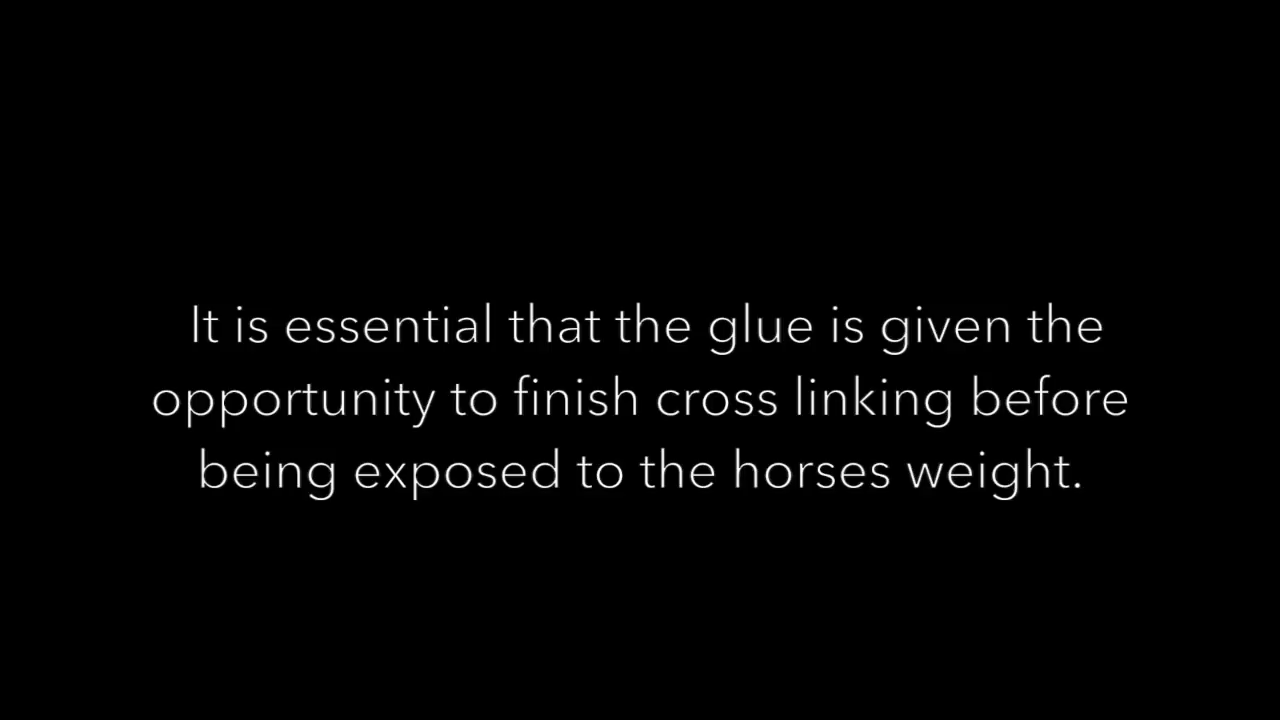 It is essential that the glue is given the
opportunity to finish cross linking before
being exposed to the horses weight.